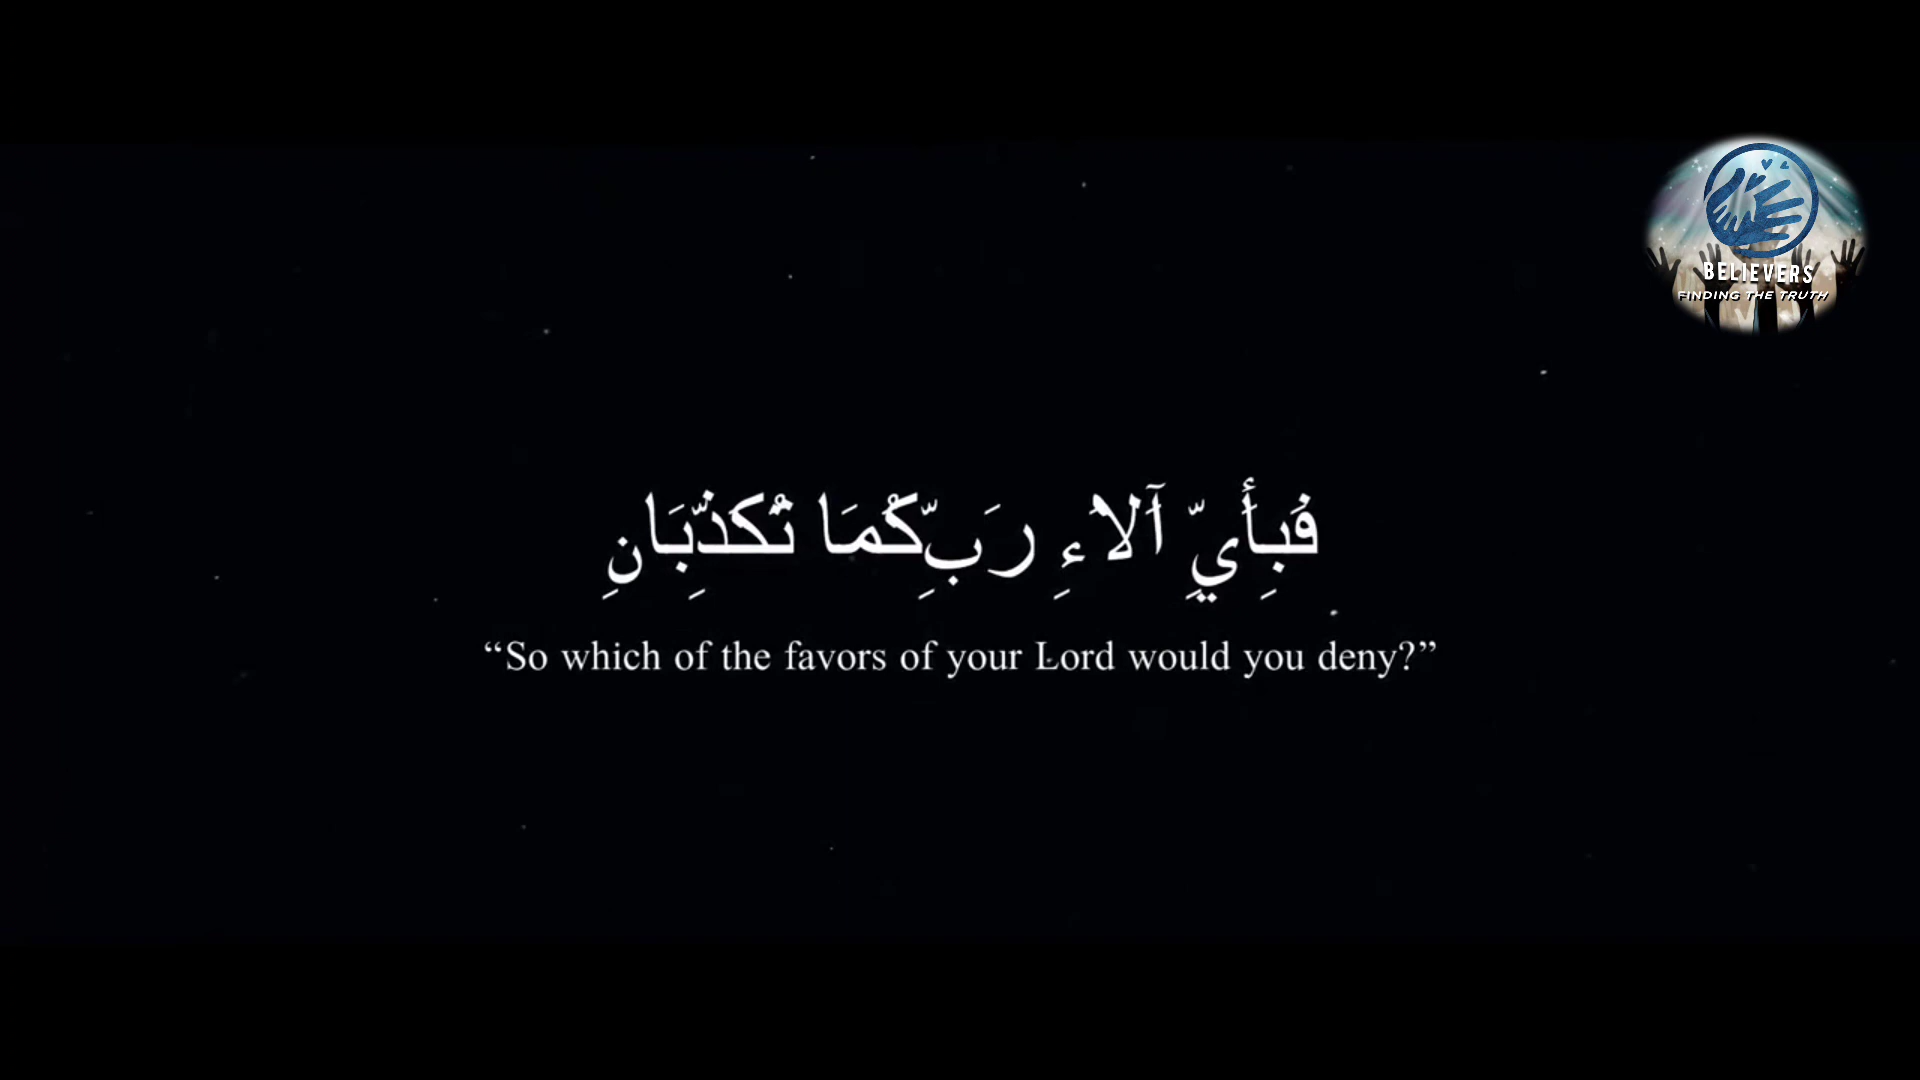 BELIEVERS
FINDING THE TRUTH
فَبِأَيِّ آلَاءِ رَبِّكُمَا تُكَذِّبَانِ
“So which of the favors of your Lord would you deny?”